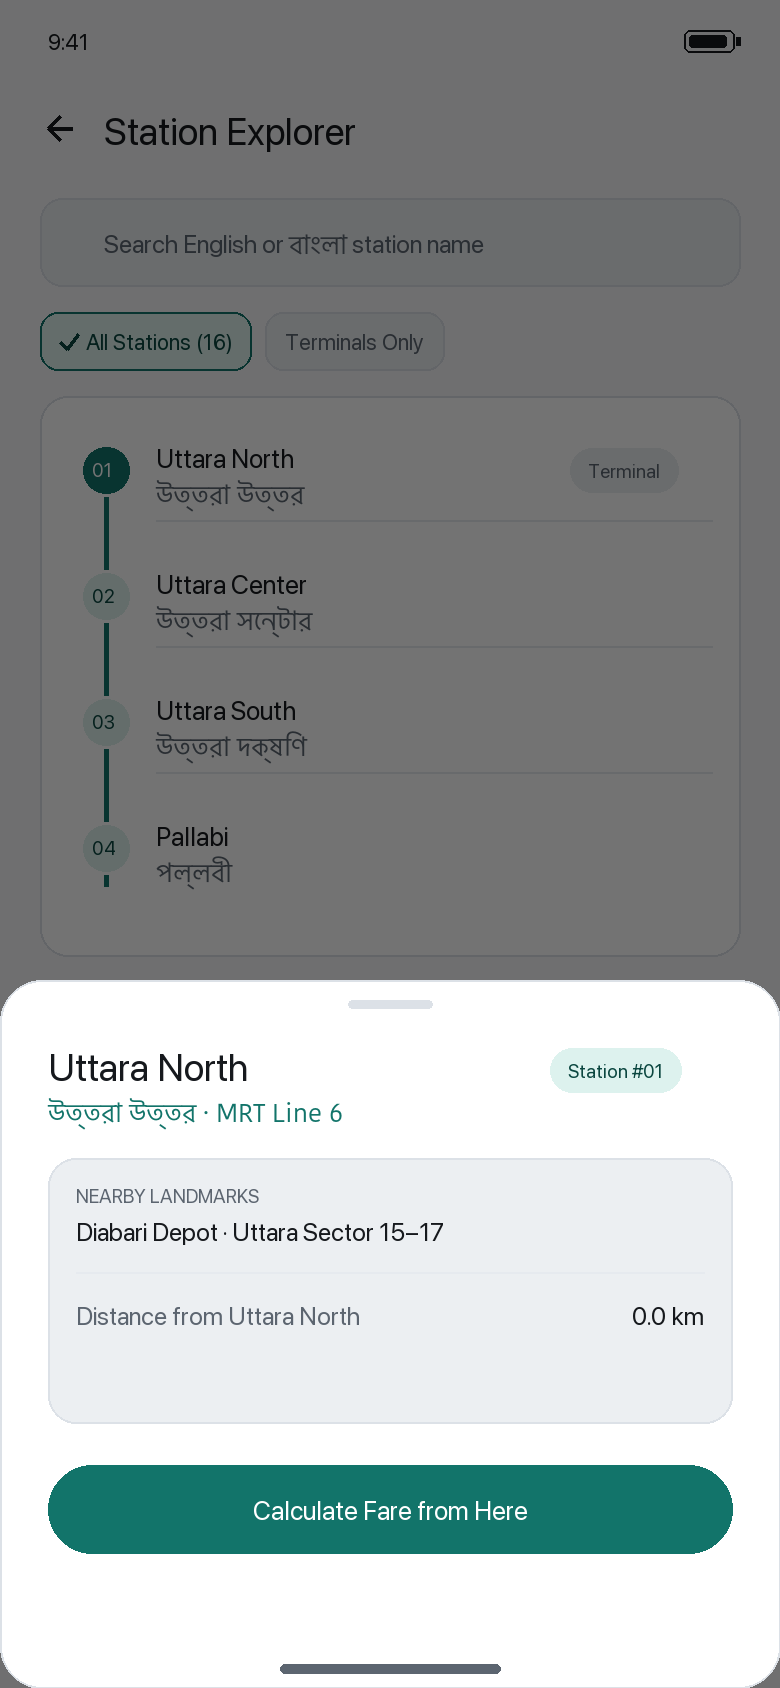 9:41
Station Explorer
Search English or বাংলা station name
All Stations (16)
Terminals Only
01
Uttara North
Terminal
উত্তরা উত্তর
02
Uttara Center
উত্তরা সেন্টার
03
Uttara South
উত্তরা দক্ষিণ
04
Pallabi
পল্লবী
Uttara North
Station #01
উত্তরা উত্তর · MRT Line 6
NEARBY LANDMARKS
Diabari Depot · Uttara Sector 15–17
Distance from Uttara North
0.0 km
Calculate Fare from Here